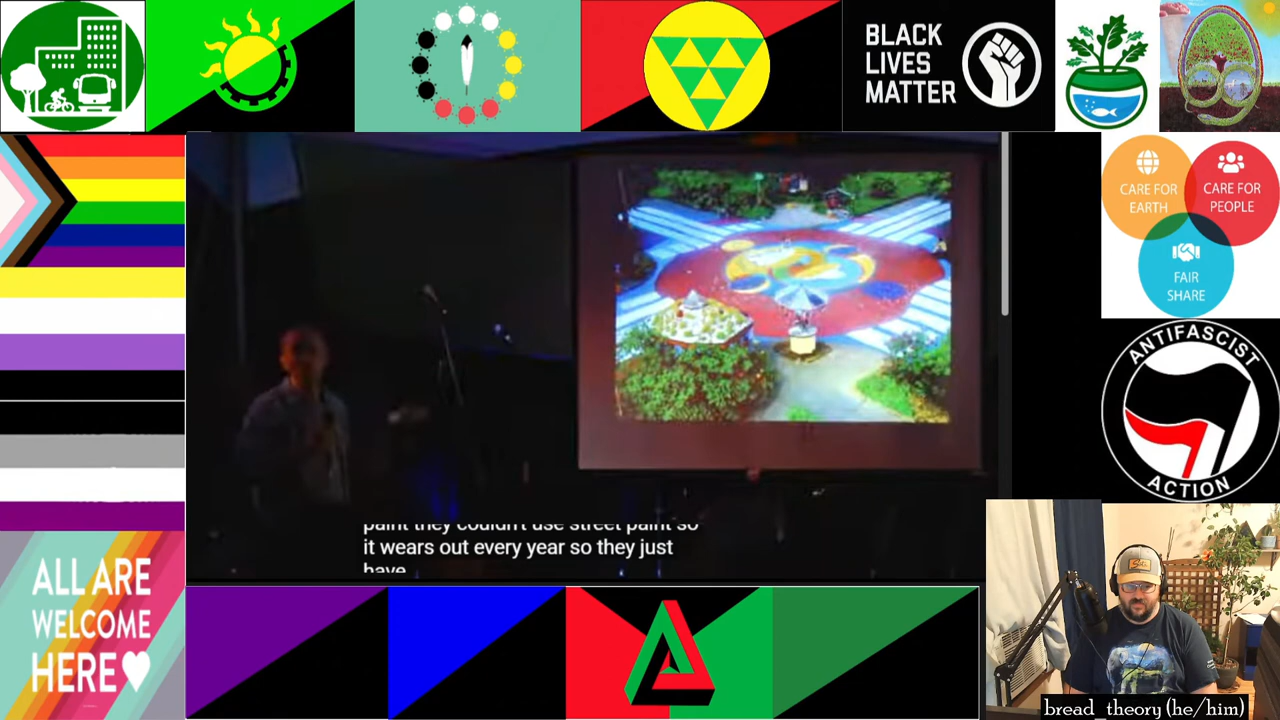 BLACK
LIVES
MATTER
CARE FOR
EARTH
CARE FOR
PEOPLE
FAIR
SHARE
ANTIFASCIST
ACTION
paint they couldn't use street paint so
it wears out every year so they just
have
ALL ARE
WELCOME
HERE
bread_theory (he/him)